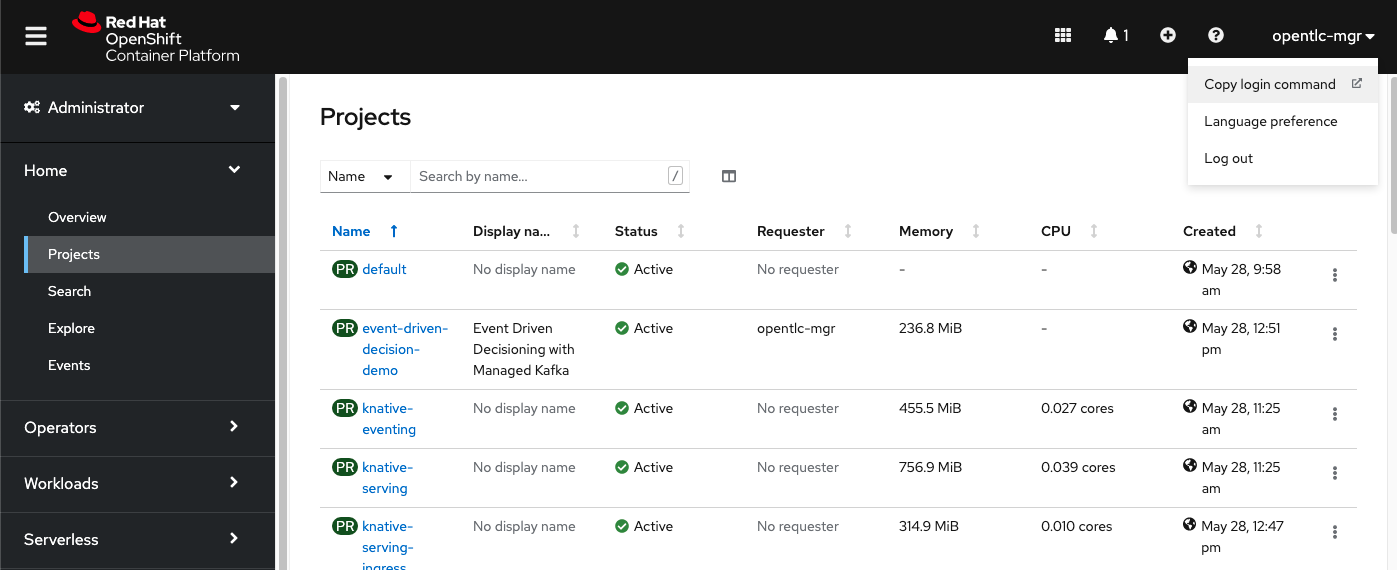 Red Hat
OpenShift
Container Platform
1
opentlc-mgr
Copy login command
Language preference
Log out
Administrator
Home
Overview
Projects
Search
Explore
Events
Operators
Workloads
Serverless
Projects
Name
Search by name...
/
Name Display na... Status Requester Memory CPU Created
PR default No display name Active No requester - - May 28, 9:58
am
PR event-driven- Event Driven Active opentlc-mgr 236.8 MiB - May 28, 12:51
decision- Decisioning with pm
demo Managed Kafka
PR knative- No display name Active No requester 455.5 MiB 0.027 cores May 28, 11:25
eventing am
PR knative- No display name Active No requester 756.9 MiB 0.039 cores May 28, 11:25
serving am
PR knative- No display name Active No requester 314.9 MiB 0.010 cores May 28, 12:47
serving- pm
ingress